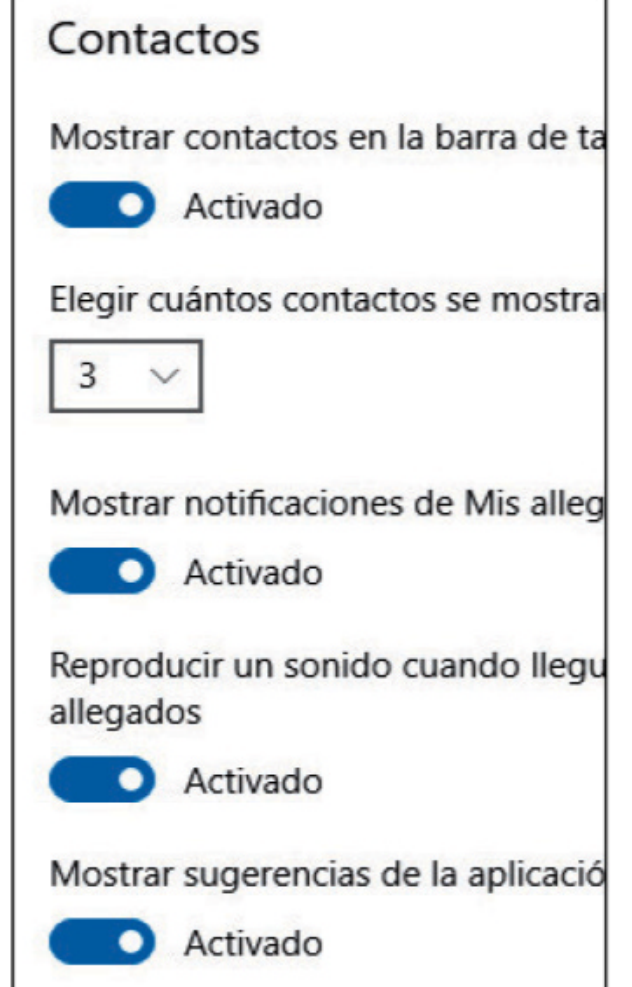 Contactos
Mostrar contactos en la barra de ta
Activado
Elegir cuántos contactos se mostra
3
Mostrar notificaciones de Mis alleg
Activado
Reproducir un sonido cuando llegu
allegados
Activado
Mostrar sugerencias de la aplicació
Activado